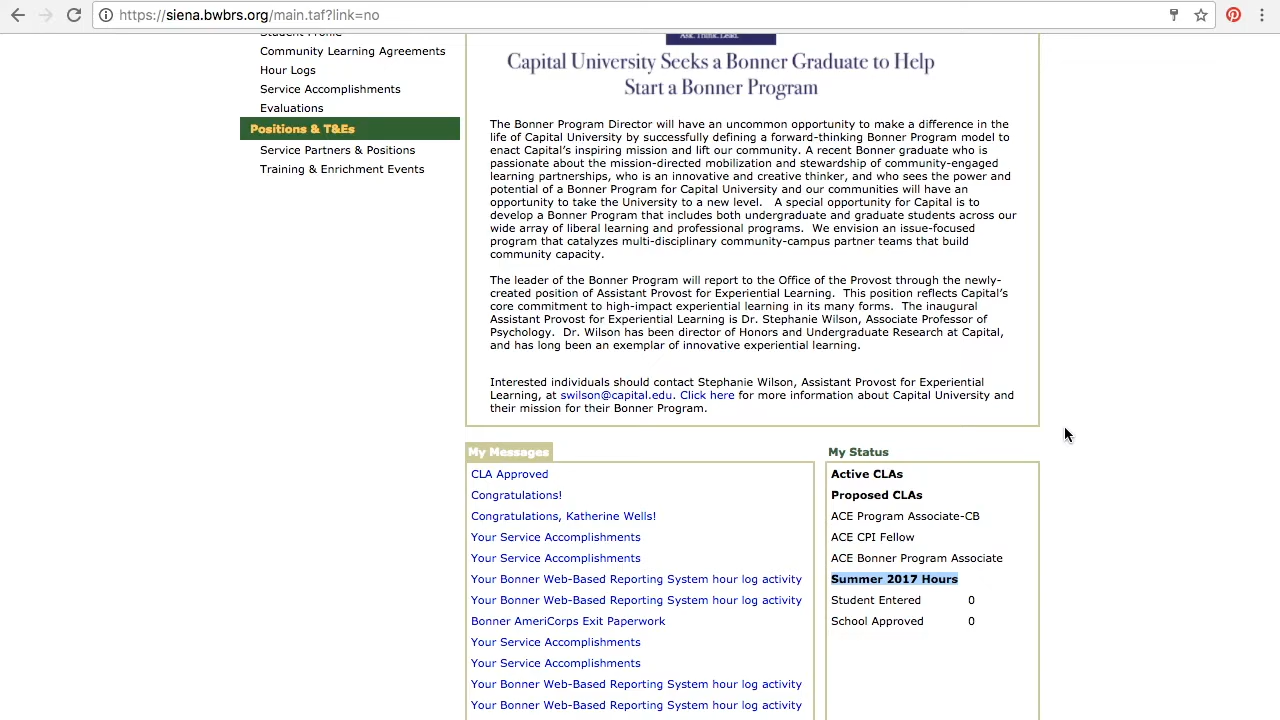 https://siena.bwbrs.org/main.taf?link=no
Student Profile
Community Learning Agreements
Hour Logs
Service Accomplishments
Evaluations
Positions & T&Es
Service Partners & Positions
Training & Enrichment Events
Ask. Think. Lead.
Capital University Seeks a Bonner Graduate to Help
Start a Bonner Program
The Bonner Program Director will have an uncommon opportunity to make a difference in the
life of Capital University by successfully defining a forward-thinking Bonner Program model to
enact Capital's inspiring mission and lift our community. A recent Bonner graduate who is
passionate about the mission-directed mobilization and stewardship of community-engaged
learning partnerships, who is an innovative and creative thinker, and who sees the power and
potential of a Bonner Program for Capital University and our communities will have an
opportunity to take the University to a new level. A special opportunity for Capital is to
develop a Bonner Program that includes both undergraduate and graduate students across our
wide array of liberal learning and professional programs. We envision an issue-focused
program that catalyzes multi-disciplinary community-campus partner teams that build
community capacity.
The leader of the Bonner Program will report to the Office of the Provost through the newly-
created position of Assistant Provost for Experiential Learning. This position reflects Capital's
core commitment to high-impact experiential learning in its many forms. The inaugural
Assistant Provost for Experiential Learning is Dr. Stephanie Wilson, Associate Professor of
Psychology. Dr. Wilson has been director of Honors and Undergraduate Research at Capital,
and has long been an exemplar of innovative experiential learning.
Interested individuals should contact Stephanie Wilson, Assistant Provost for Experiential
Learning, at swilson@capital.edu. Click here for more information about Capital University and
their mission for their Bonner Program.
My Messages
CLA Approved
Congratulations!
Congratulations, Katherine Wells!
Your Service Accomplishments
Your Service Accomplishments
Your Bonner Web-Based Reporting System hour log activity
Your Bonner Web-Based Reporting System hour log activity
Bonner AmeriCorps Exit Paperwork
Your Service Accomplishments
Your Service Accomplishments
Your Bonner Web-Based Reporting System hour log activity
Your Bonner Web-Based Reporting System hour log activity
My Status
Active CLAs
Proposed CLAs
ACE Program Associate-CB
ACE CPI Fellow
ACE Bonner Program Associate
Summer 2017 Hours
Student Entered 0
School Approved 0